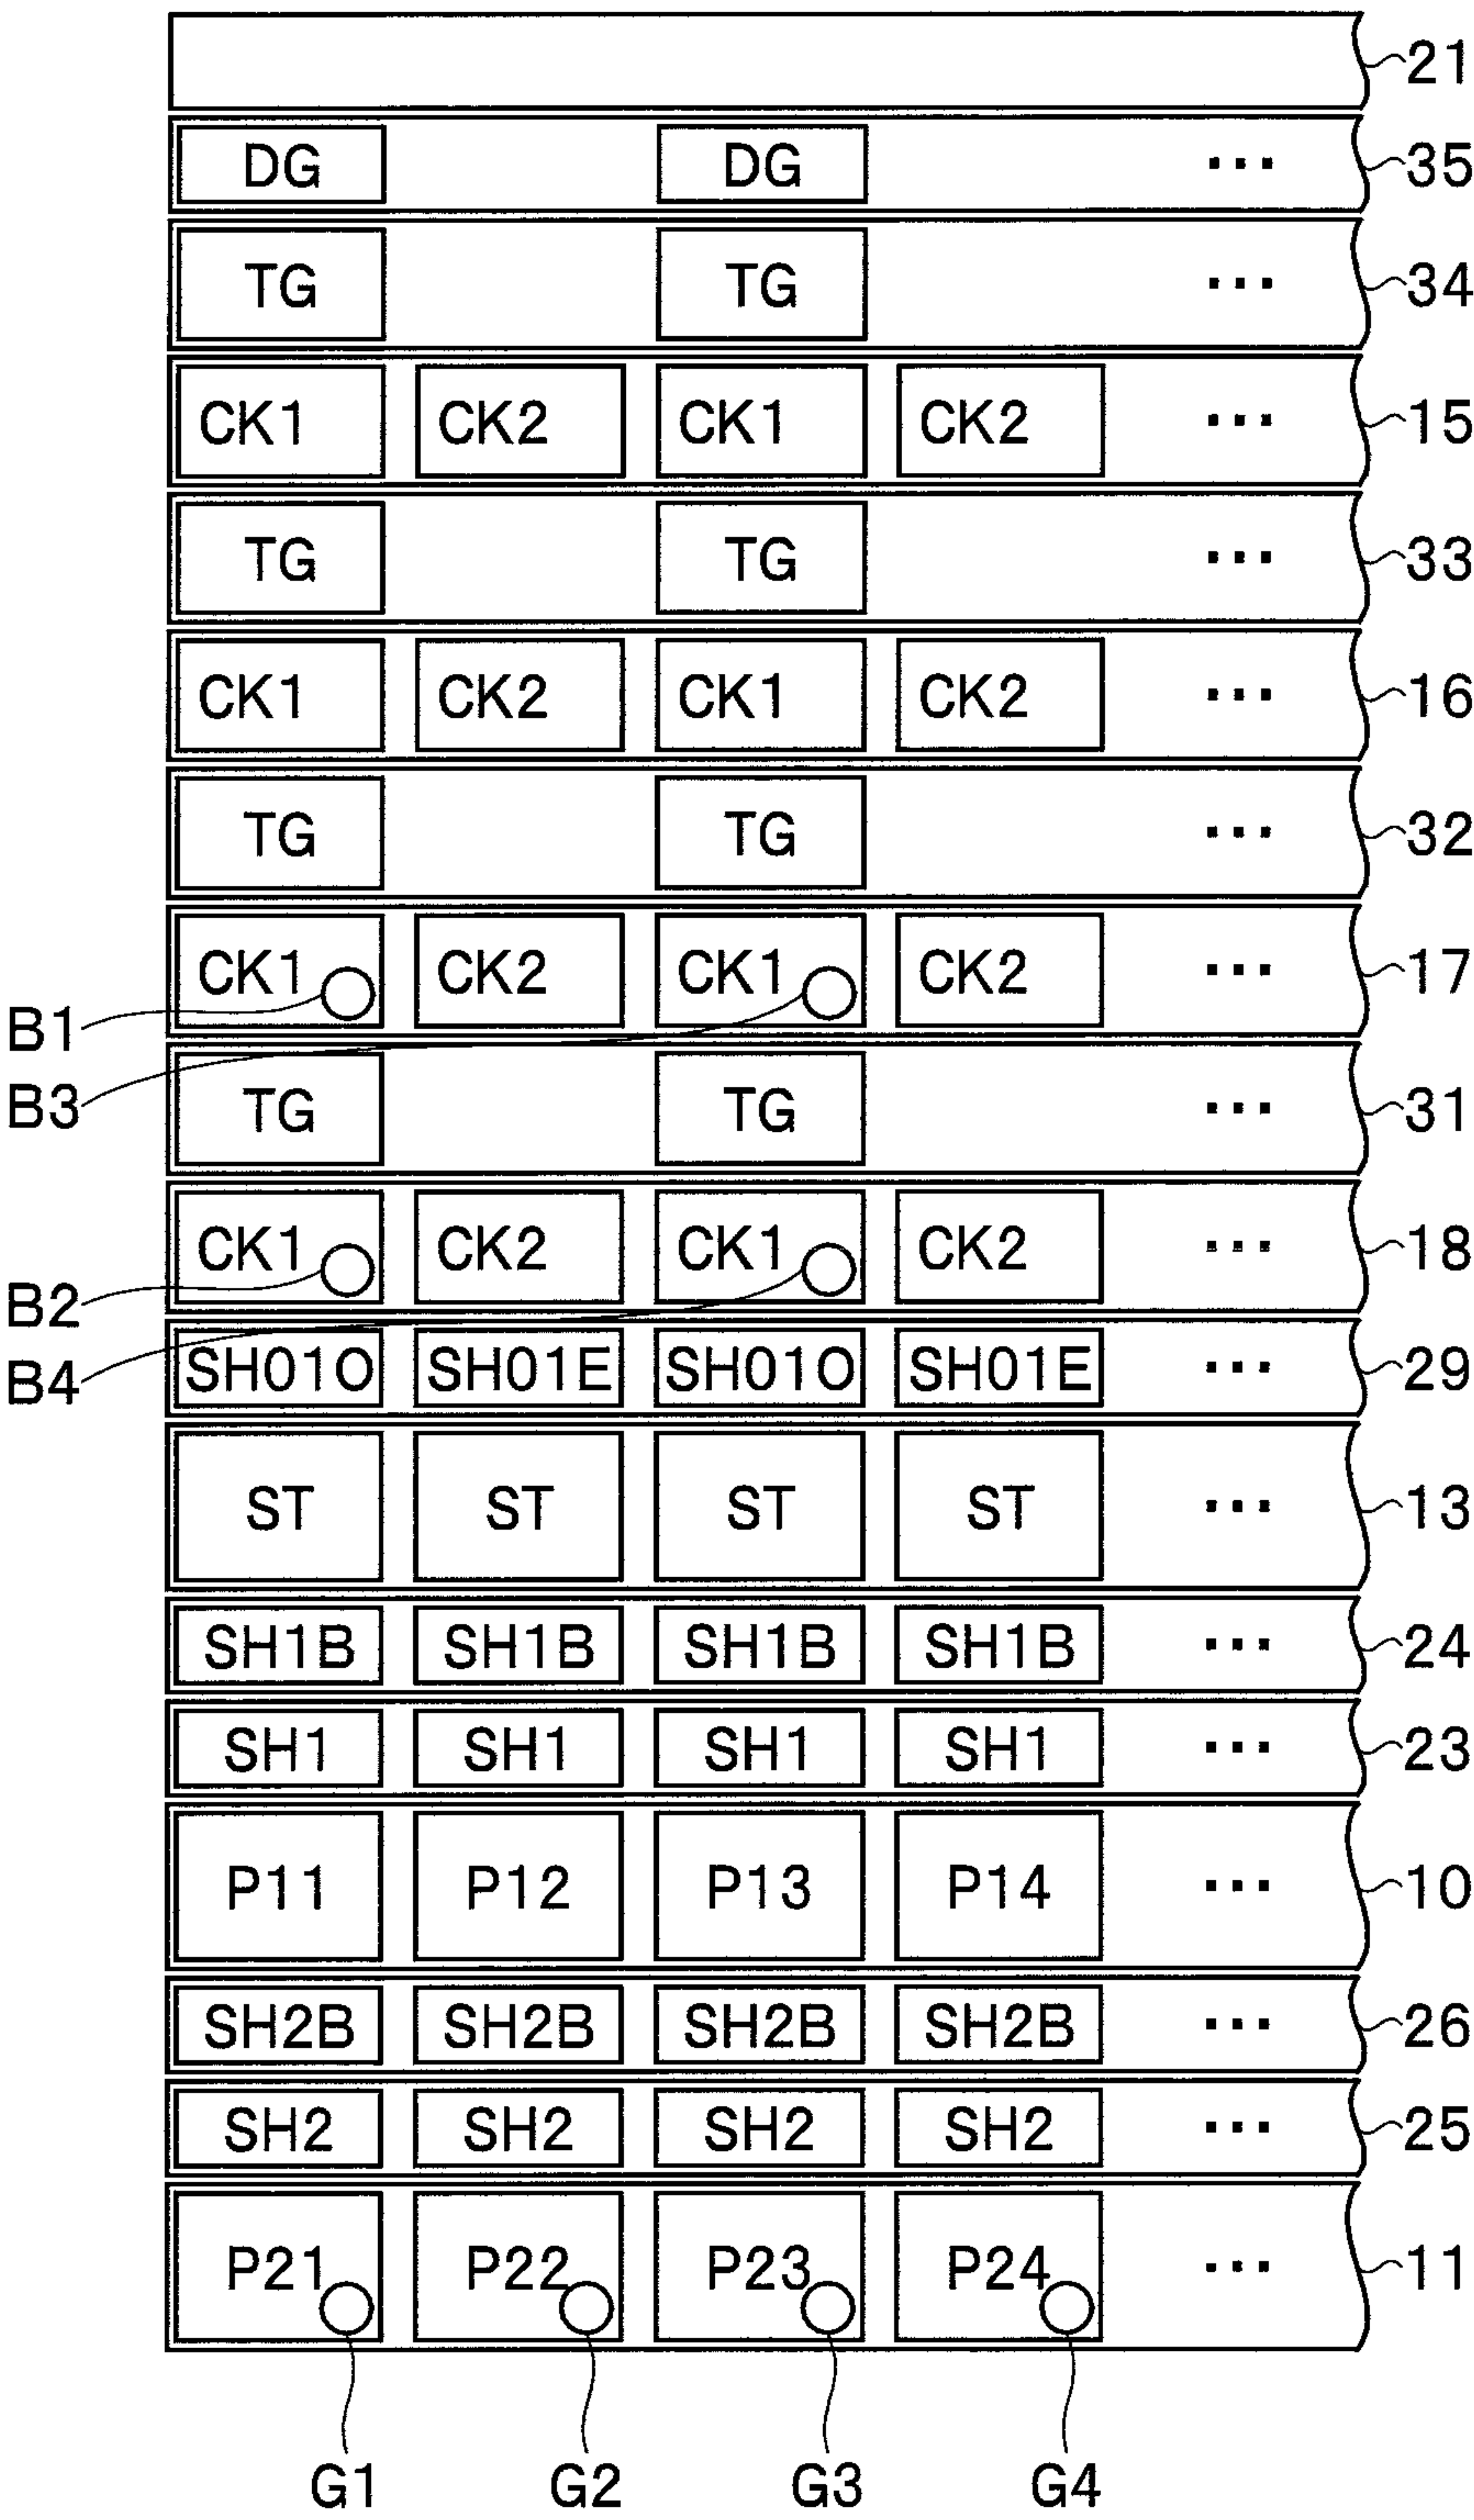 21
DG DG ... 35
TG TG ... 34
CK1 CK2 CK1 CK2 ... 15
TG TG ... 33
CK1 CK2 CK1 CK2 ... 16
TG TG ... 32
CK1 CK2 CK1 CK2 ... 17
B1
B3
TG TG ... 31
CK1 CK2 CK1 CK2 ... 18
B2
B4
SH01O SH01E SH01O SH01E ... 29
ST ST ST ST ... 13
SH1B SH1B SH1B SH1B ... 24
SH1 SH1 SH1 SH1 ... 23
P11 P12 P13 P14 ... 10
SH2B SH2B SH2B SH2B ... 26
SH2 SH2 SH2 SH2 ... 25
P21 P22 P23 P24 ... 11
G1 G2 G3 G4